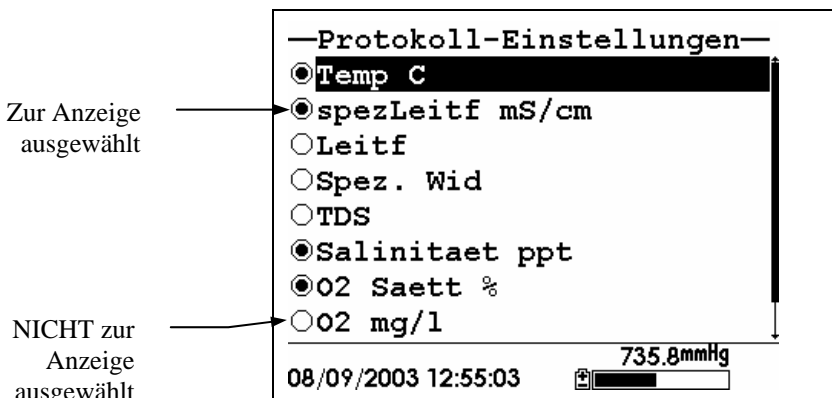 Protokoll-Einstellungen
Temp C
spezLeitf mS/cm
Leitf
Spez. Wid
TDS
Salinitaet ppt
O2 Saett %
O2 mg/l
735.8mmHg
08/09/2003 12:55:03
Zur Anzeige
ausgewählt
NICHT zur
Anzeige
ausgewählt